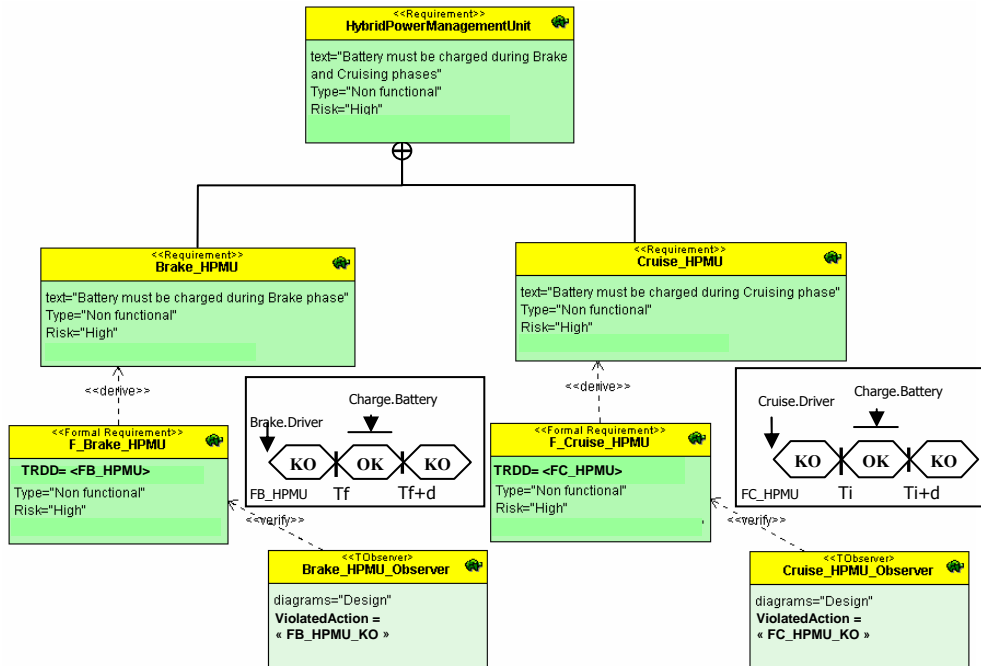 <<Requirement>>
HybridPowerManagementUnit
text="Battery must be charged during Brake
and Cruising phases"
Type="Non functional"
Risk="High"
<<Requirement>>
Brake_HPMU
text="Battery must be charged during Brake phase"
Type="Non functional"
Risk="High"
<<Requirement>>
Cruise_HPMU
text="Battery must be charged during Cruising phase"
Type="Non functional"
Risk="High"
<<derive>>
<<derive>>
<<Formal Requirement>>
F_Brake_HPMU
TRDD= <FB_HPMU>
Type="Non functional"
Risk="High"
Charge.Battery
Brake.Driver
KO OK KO
FB_HPMU Tf Tf+d
<<verify>>
<<Formal Requirement>>
F_Cruise_HPMU
TRDD= <FC_HPMU>
Type="Non functional"
Risk="High"
Charge.Battery
Cruise.Driver
KO OK KO
FC_HPMU Ti Ti+d
<<verify>>
<<TObserver>>
Brake_HPMU_Observer
diagrams="Design"
ViolatedAction =
« FB_HPMU_KO »
<<TObserver>>
Cruise_HPMU_Observer
diagrams="Design"
ViolatedAction =
« FC_HPMU_KO »